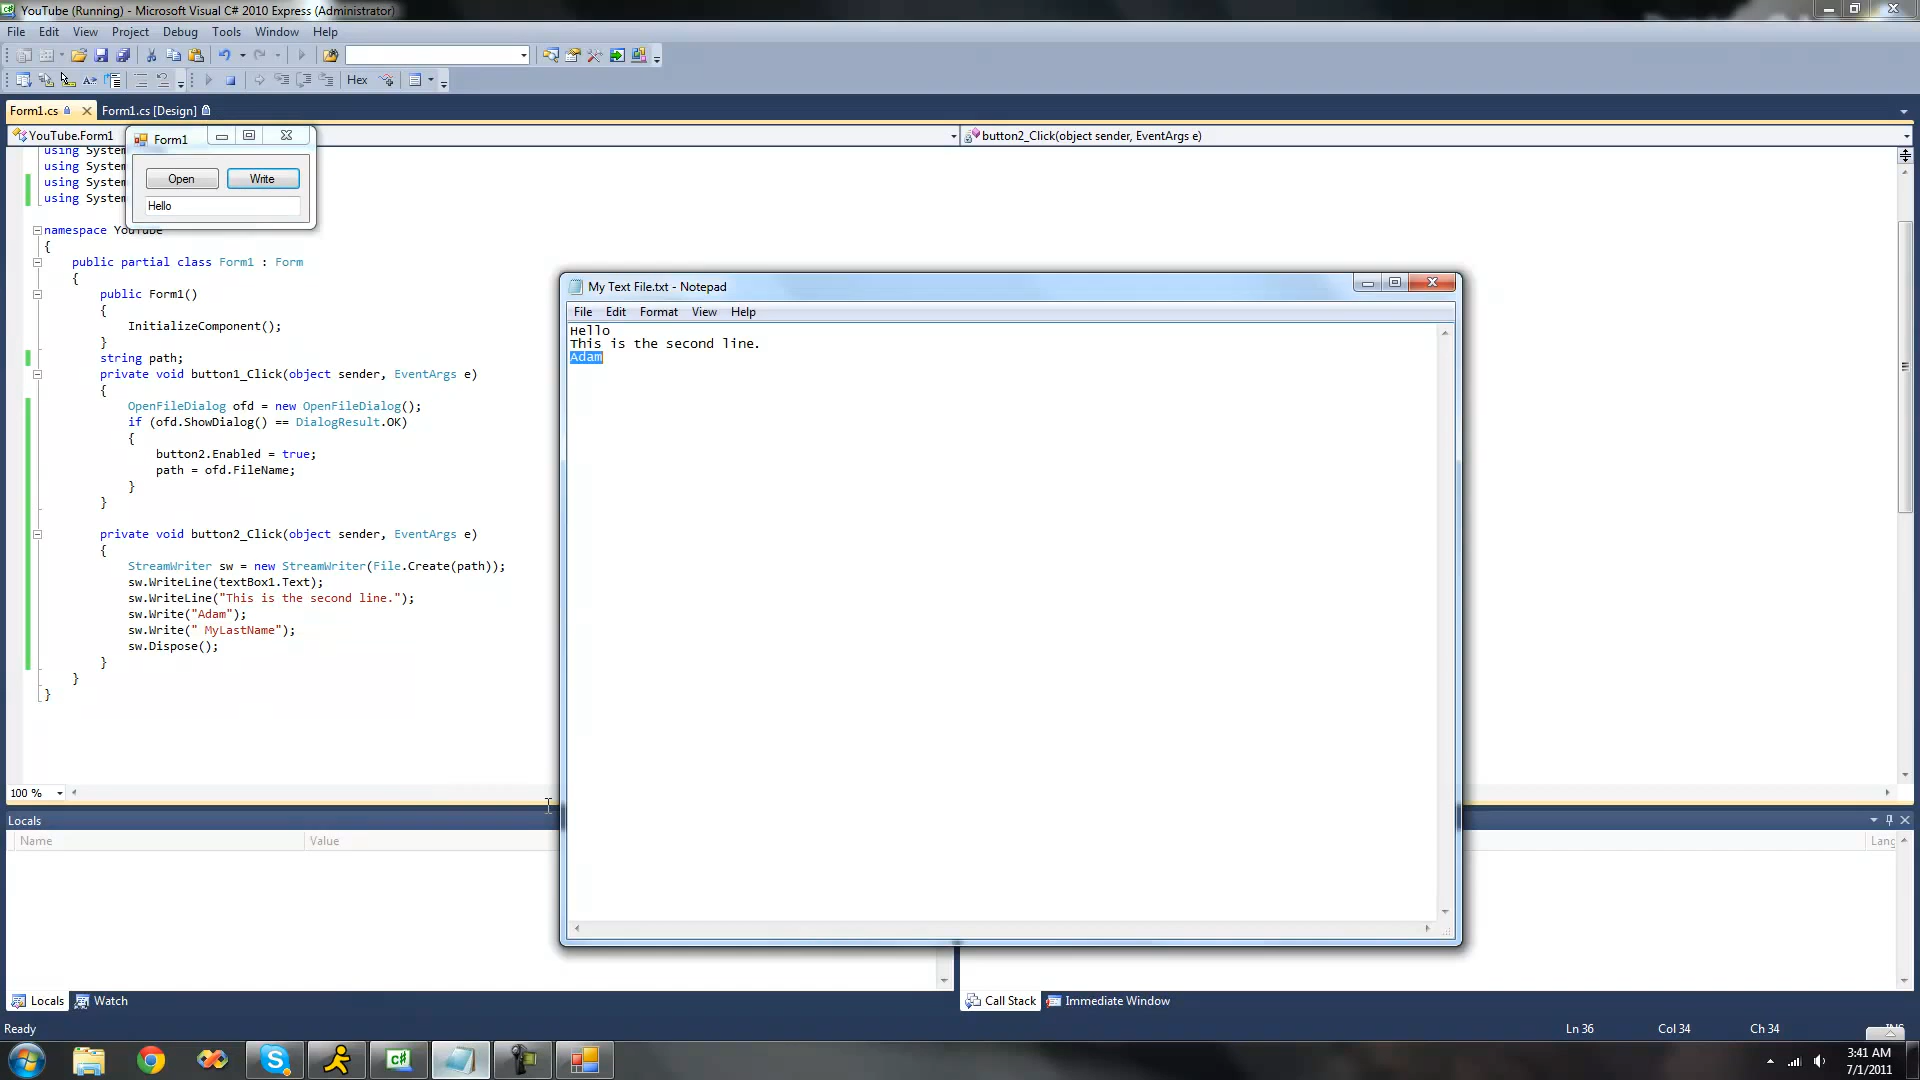 YouTube (Running) - Microsoft Visual C# 2010 Express (Administrator)
File Edit View Project Debug Tools Window Help
Hex
Form1.cs Form1.cs [Design]
YouTube.Form1
button2_Click(object sender, EventArgs e)
Form1
Open Write
Hello
using System
using System
using System
using System
namespace YouTube
{
public partial class Form1 : Form
{
public Form1()
{
InitializeComponent();
}
string path;
private void button1_Click(object sender, EventArgs e)
{
OpenFileDialog ofd = new OpenFileDialog();
if (ofd.ShowDialog() == DialogResult.OK)
{
button2.Enabled = true;
path = ofd.FileName;
}
}
private void button2_Click(object sender, EventArgs e)
{
StreamWriter sw = new StreamWriter(File.Create(path));
sw.WriteLine(textBox1.Text);
sw.WriteLine("This is the second line.");
sw.Write("Adam");
sw.Write(" MyLastName");
sw.Dispose();
}
}
}
My Text File.txt - Notepad
File Edit Format View Help
Hello
This is the second line.
Adam
100 %
Locals
Name Value
Lang
Locals Watch
Call Stack Immediate Window
Ready
Ln 36 Col 34 Ch 34
3:41 AM
7/1/2011